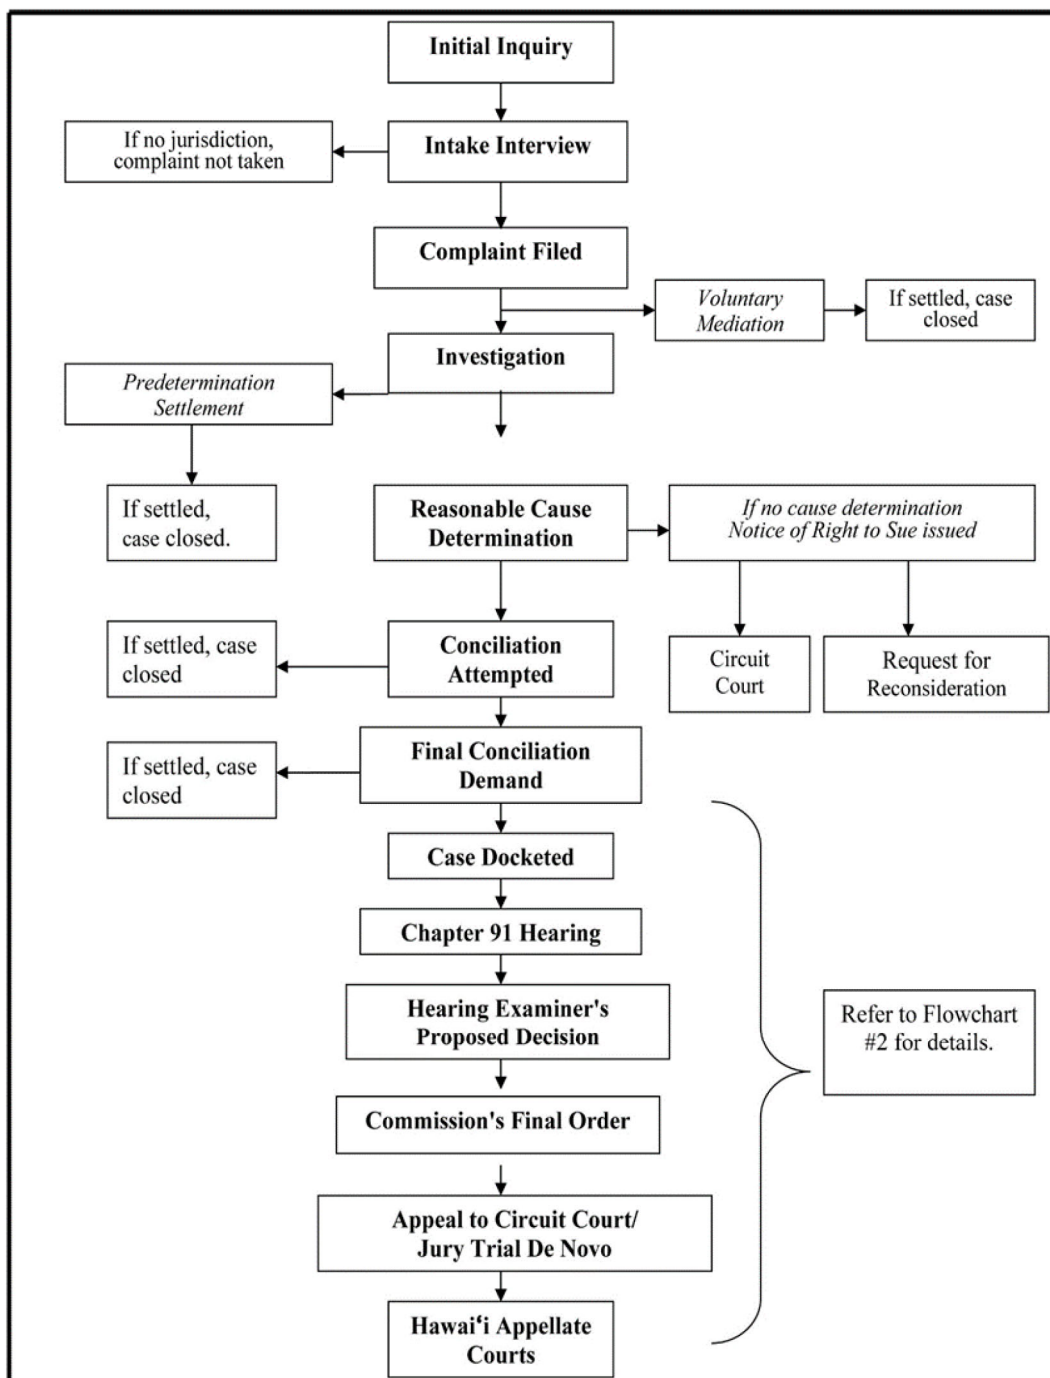 Initial Inquiry
If no jurisdiction,
complaint not taken
Intake Interview
Complaint Filed
Voluntary
Mediation
If settled, case
closed
Investigation
Predetermination
Settlement
If settled,
case closed.
Reasonable Cause
Determination
If no cause determination
Notice of Right to Sue issued
If settled, case
closed
Conciliation
Attempted
Circuit
Court
Request for
Reconsideration
If settled, case
closed
Final Conciliation
Demand
Case Docketed
Chapter 91 Hearing
Hearing Examiner's
Proposed Decision
Refer to Flowchart
#2 for details.
Commission's Final Order
Appeal to Circuit Court/
Jury Trial De Novo
Hawaiʻi Appellate
Courts